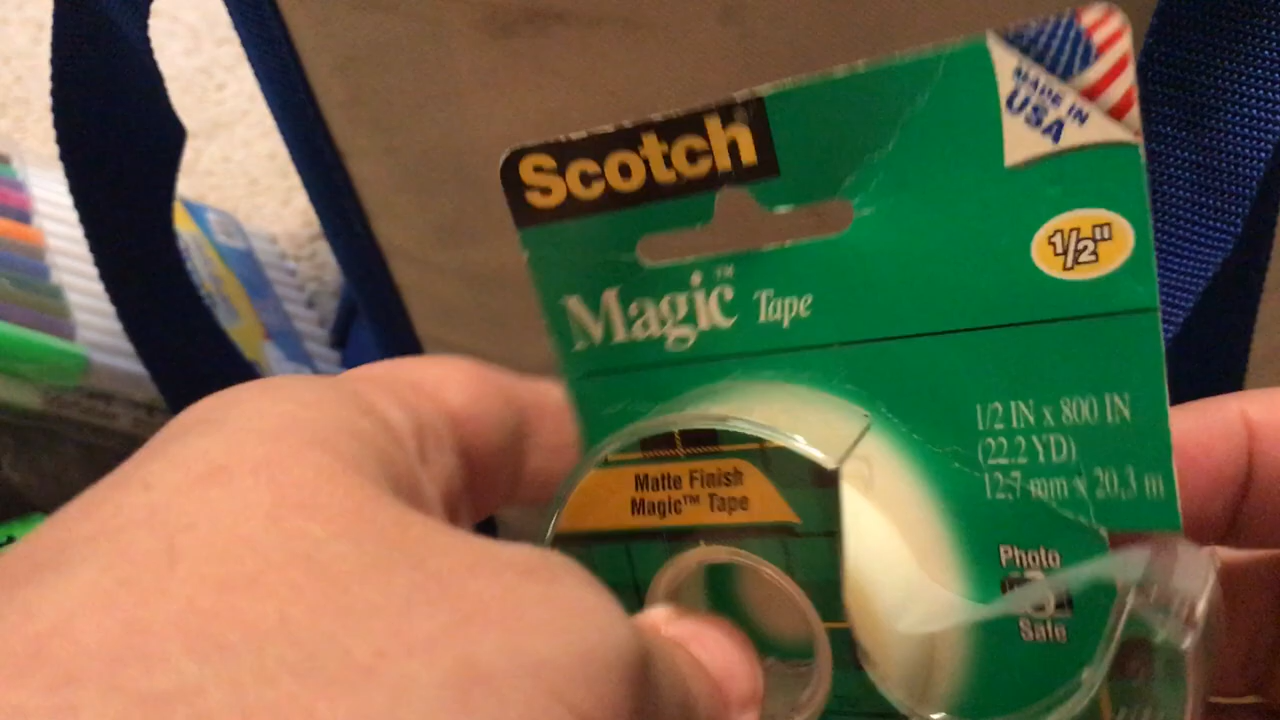 Scotch
MADE IN
USA
1/2"
Magic™ Tape
1/2 IN x 800 IN
(22.2 YD)
12,7 mm x 20,3 m
Matte Finish
Magic™ Tape
Photo
Safe